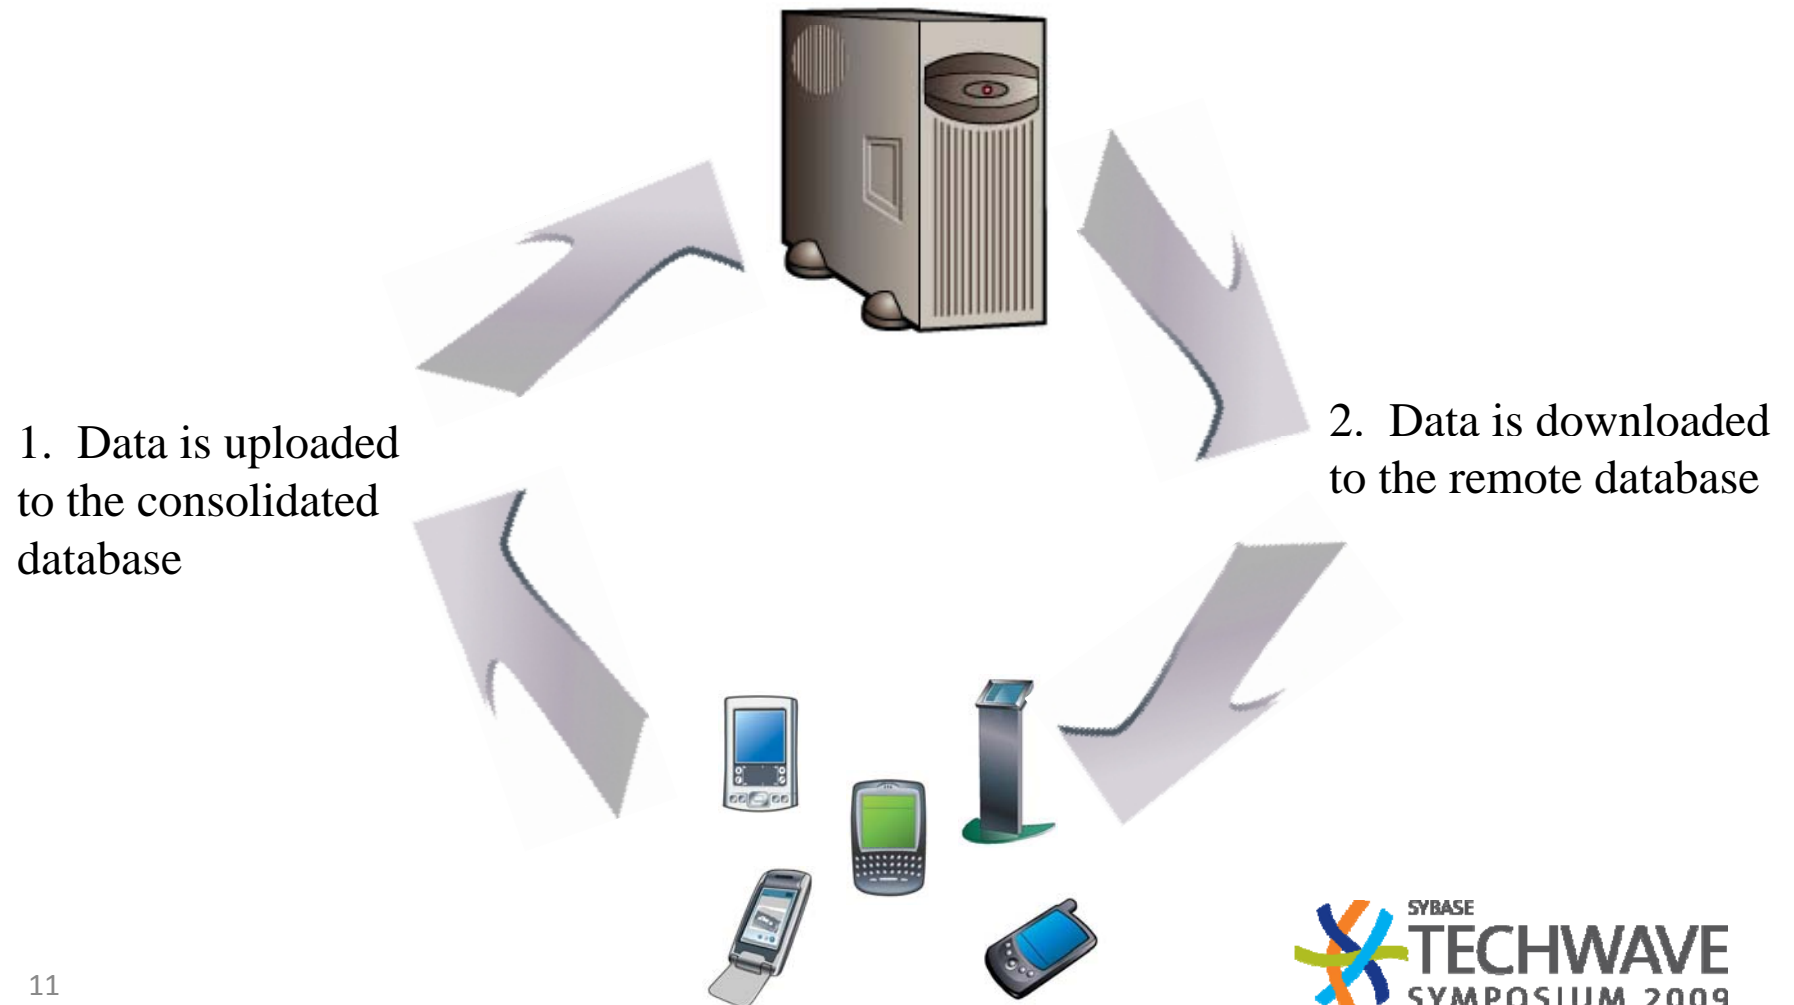 1. Data is uploaded
to the consolidated
database
2. Data is downloaded
to the remote database
11
SYBASE
TECHWAVE
SYMPOSIUM 2009